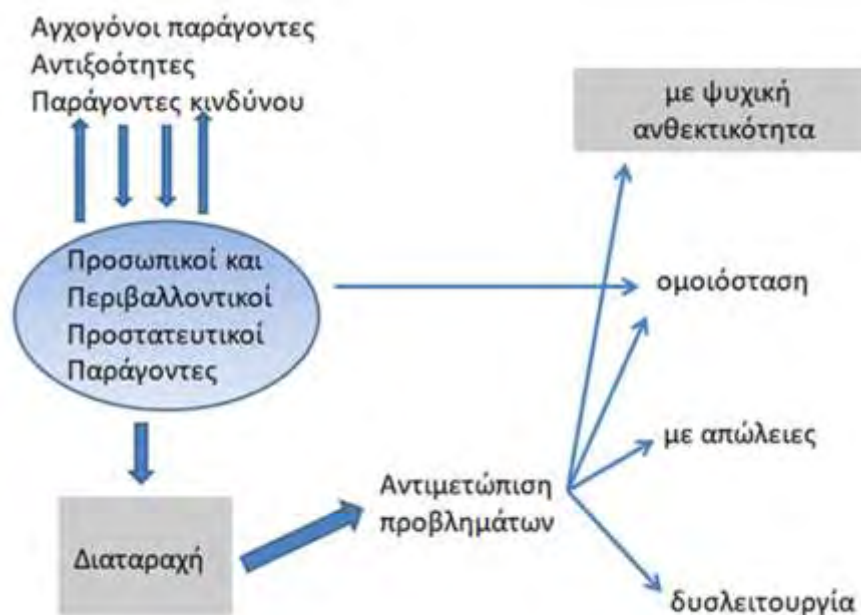 Αγχογόνοι παράγοντες
Αντιξοότητες
Παράγοντες κινδύνου
με ψυχική
ανθεκτικότητα
Προσωπικοί και
Περιβαλλοντικοί
Προστατευτικοί
Παράγοντες
ομοιόσταση
με απώλειες
Αντιμετώπιση
προβλημάτων
Διαταραχή
δυσλειτουργία